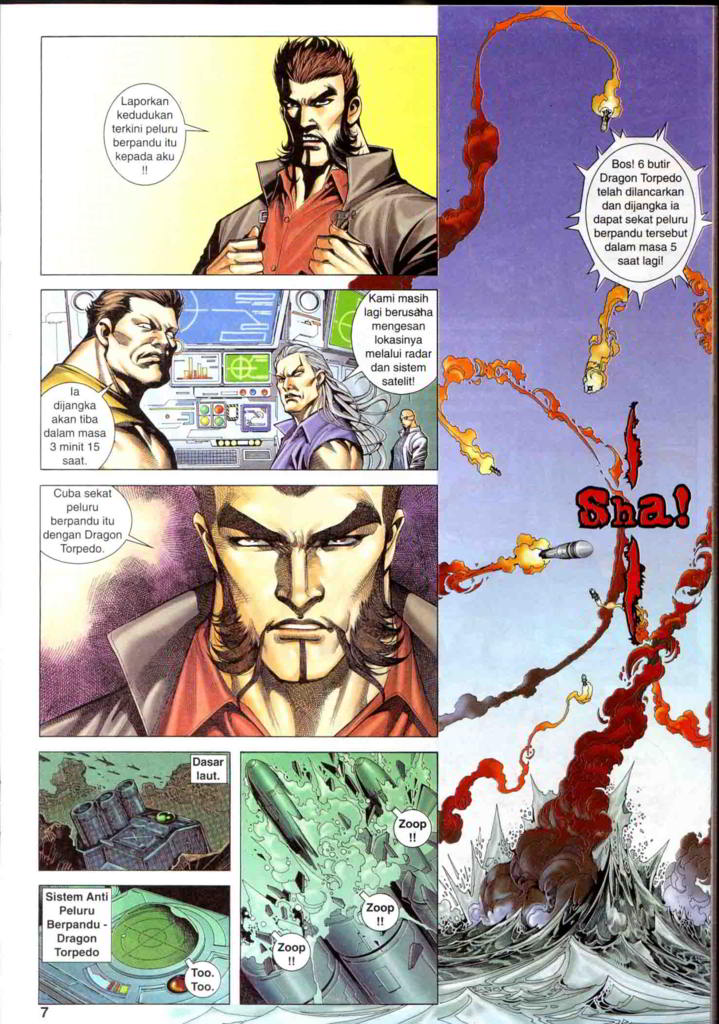 Laporkan
kedudukan
terkini peluru
berpandu itu
kepada aku
!!
Kami masih
lagi berusaha
mengesan
lokasinya
melalui radar
dan sistem
satelit!
Ia
dijangka
akan tiba
dalam masa
3 minit 15
saat.
Cuba sekat
peluru
berpandu itu
dengan Dragon
Torpedo.
Dasar
laut.
Sistem Anti
Peluru
Berpandu -
Dragon
Torpedo
Too.
Too.
Zoop
!!
Zoop
!!
Zoop
!!
Bos! 6 butir
Dragon Torpedo
telah dilancarkan
dan dijangka ia
dapat sekat peluru
berpandu tersebut
dalam masa 5
saat lagi!
Sha!
7